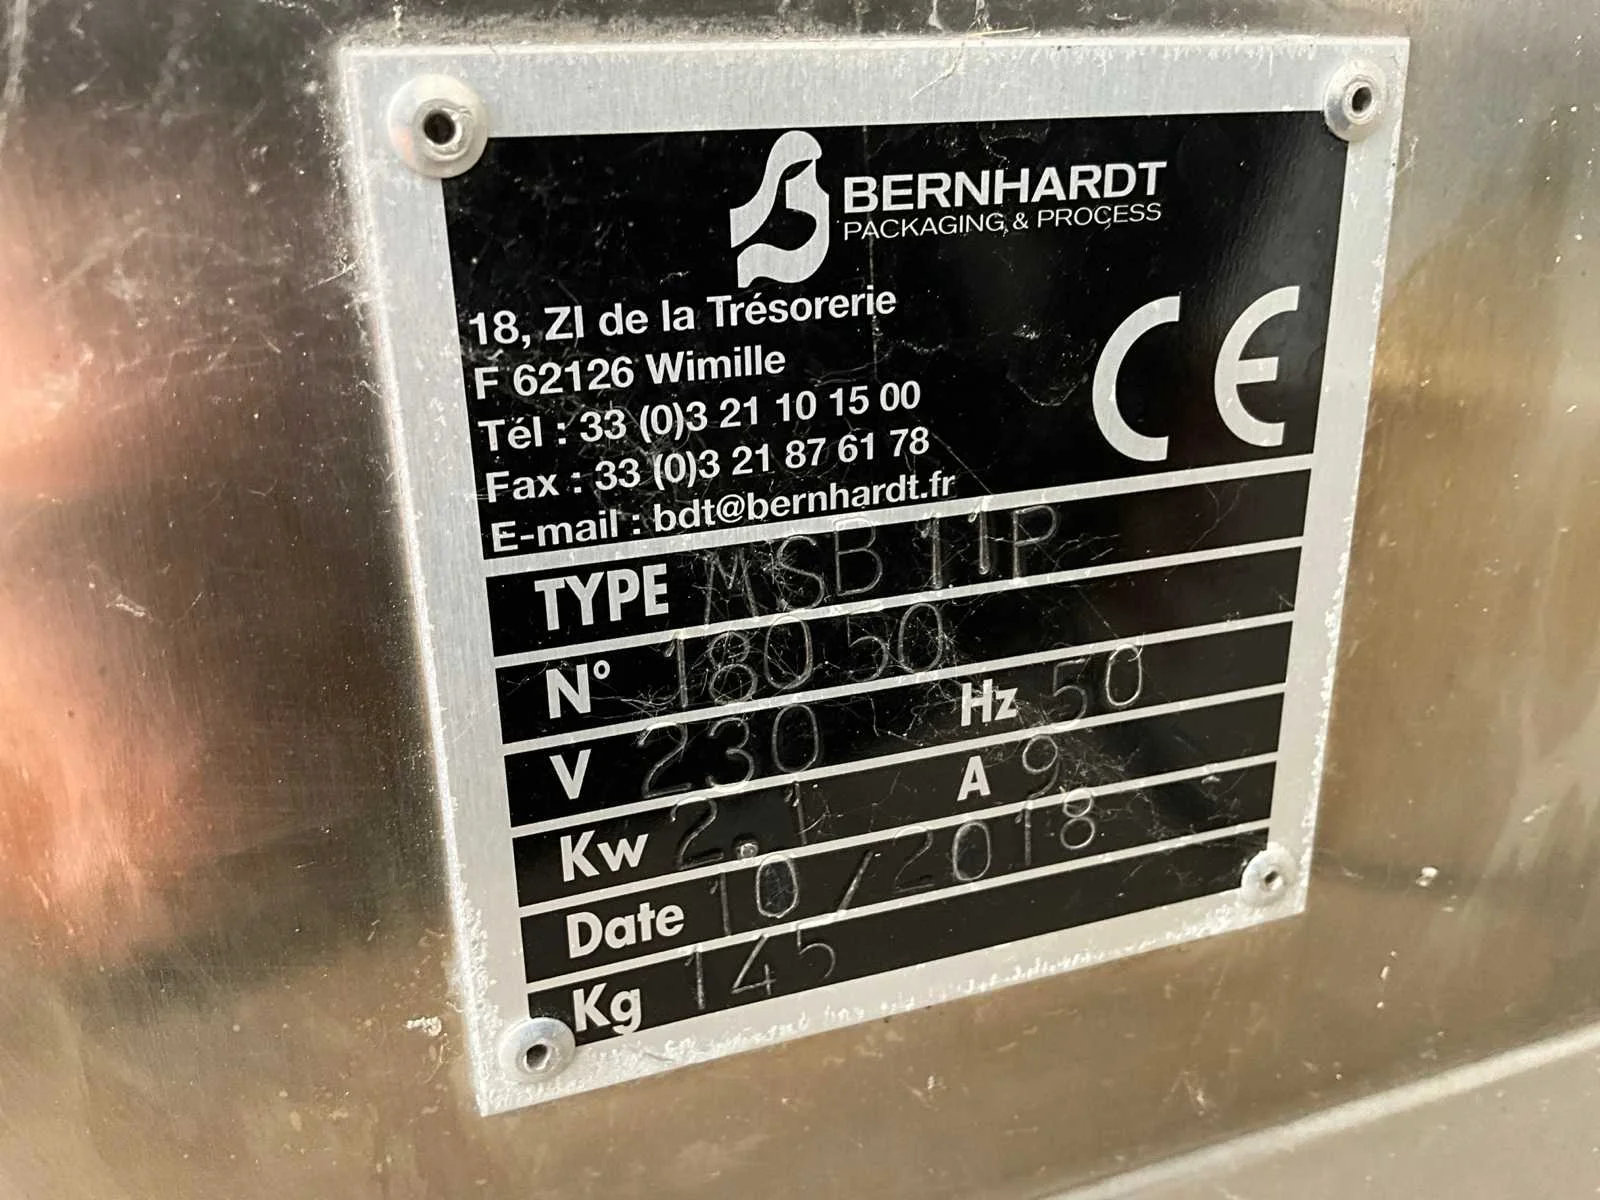 BERNHARDT
PACKAGING & PROCESS
18, ZI de la Trésorerie
F 62126 Wimille
Tél : 33 (0)3 21 10 15 00
Fax : 33 (0)3 21 87 61 78
E-mail : bdt@bernhardt.fr
CE
TYPE MSB 11P
N° 18050
V 230 Hz 50
Kw 2.1 A 9
Date 10/2018
Kg 145